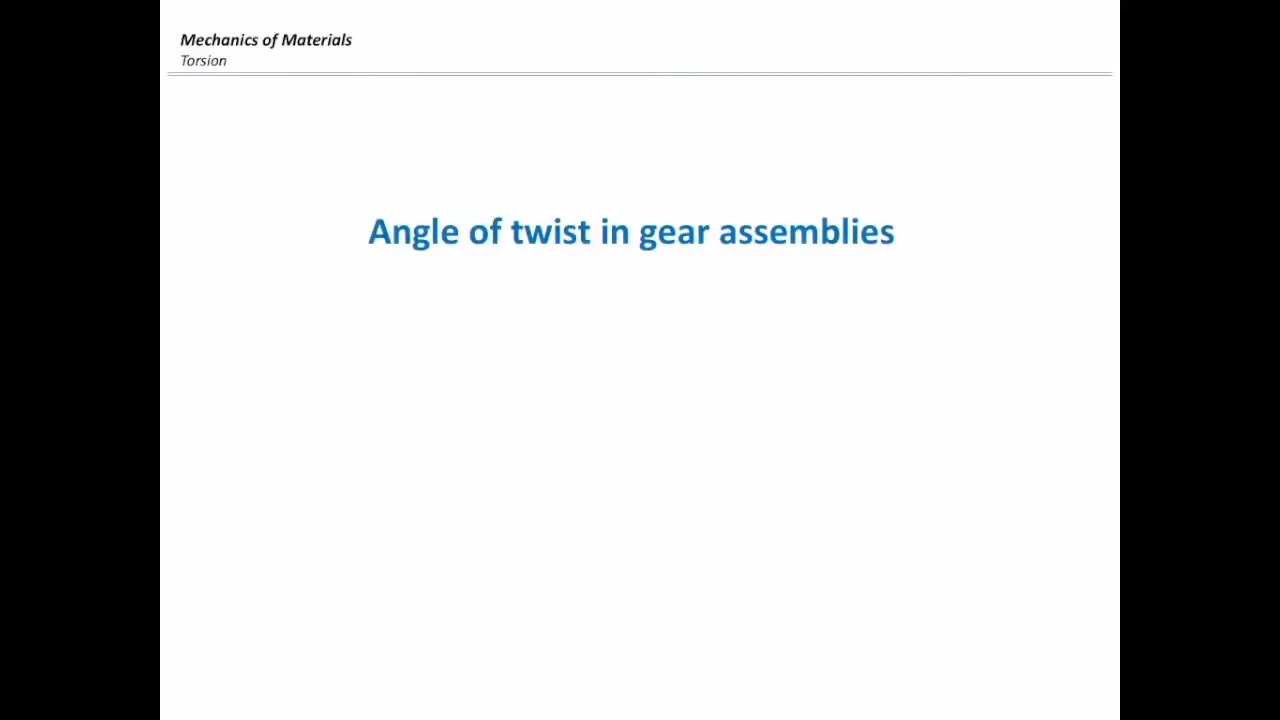 Mechanics of Materials
Torsion
Angle of twist in gear assemblies